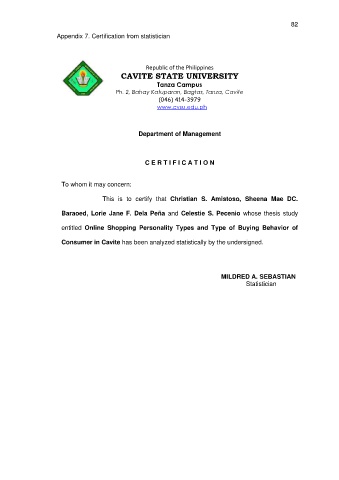 82
Appendix 7. Certification from statistician
Republic of the Philippines
CAVITE STATE UNIVERSITY
Tanza Campus
Ph. 2, Bahay Katuparan, Bagtas, Tanza, Cavite
(046) 414-3979
www.cvsu.edu.ph
Department of Management
C E R T I F I C A T I O N
To whom it may concern:
This is to certify that Christian S. Amistoso, Sheena Mae DC.
Baraoed, Lorie Jane F. Dela Peña and Celestie S. Pecenio whose thesis study
entitled Online Shopping Personality Types and Type of Buying Behavior of
Consumer in Cavite has been analyzed statistically by the undersigned.
MILDRED A. SEBASTIAN
Statistician